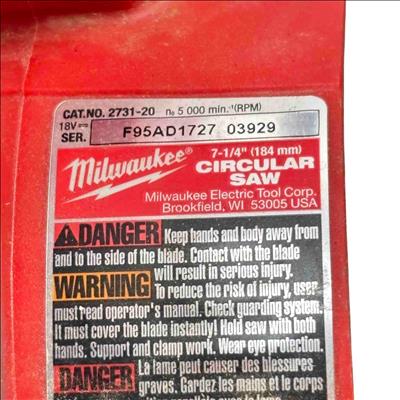 CAT.NO. 2731-20 n₀ 5 000 min.⁻¹(RPM)
18V⎓
SER. F95AD1727 03929
Milwaukee®
7-1/4" (184 mm)
CIRCULAR
SAW
Milwaukee Electric Tool Corp.
Brookfield, WI 53005 USA
DANGER Keep hands and body away from
and to the side of the blade. Contact with the blade
will result in serious injury.
WARNING To reduce the risk of injury, user
must read operator's manual. Check guarding system.
It must cover the blade instantly! Hold saw with both
hands. Support and clamp work. Wear eye protection.
DANGER La lame peut causer des blessures
graves. Gardez les mains et le corps